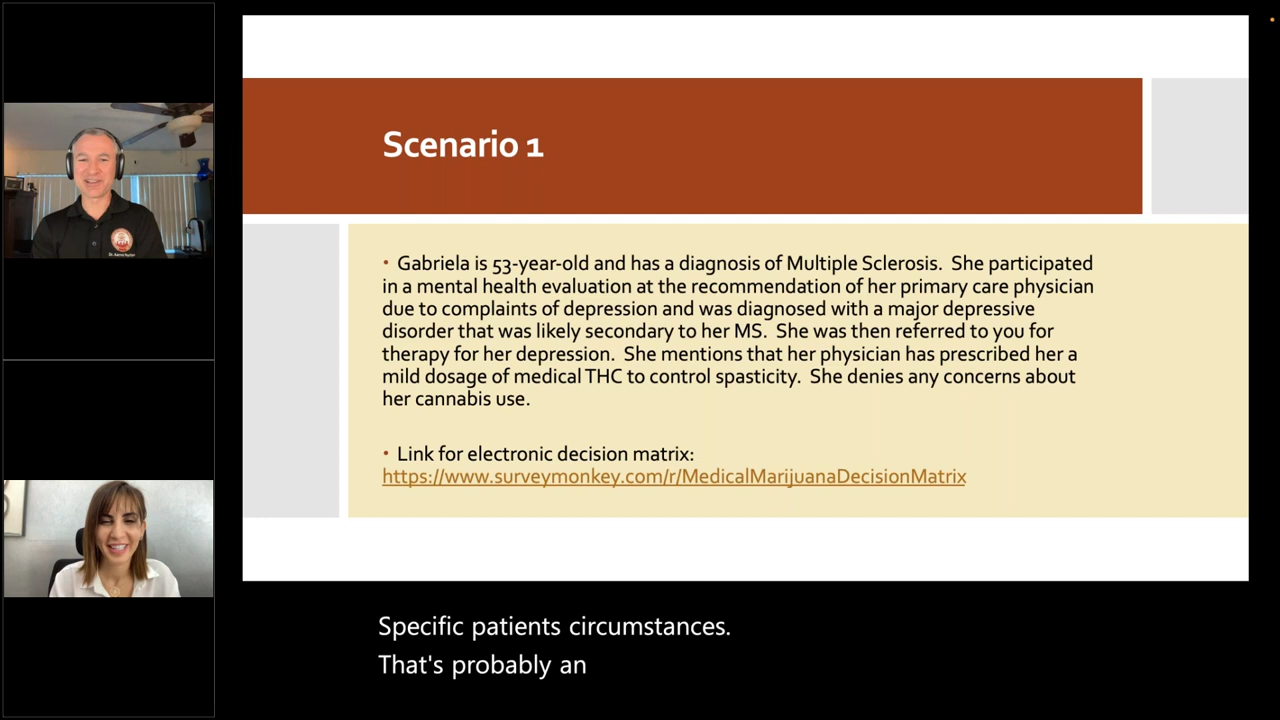 Scenario 1
• Gabriela is 53-year-old and has a diagnosis of Multiple Sclerosis. She participated
in a mental health evaluation at the recommendation of her primary care physician
due to complaints of depression and was diagnosed with a major depressive
disorder that was likely secondary to her MS. She was then referred to you for
therapy for her depression. She mentions that her physician has prescribed her a
mild dosage of medical THC to control spasticity. She denies any concerns about
her cannabis use.
• Link for electronic decision matrix:
https://www.surveymonkey.com/r/MedicalMarijuanaDecisionMatrix
Specific patients circumstances.
That's probably an